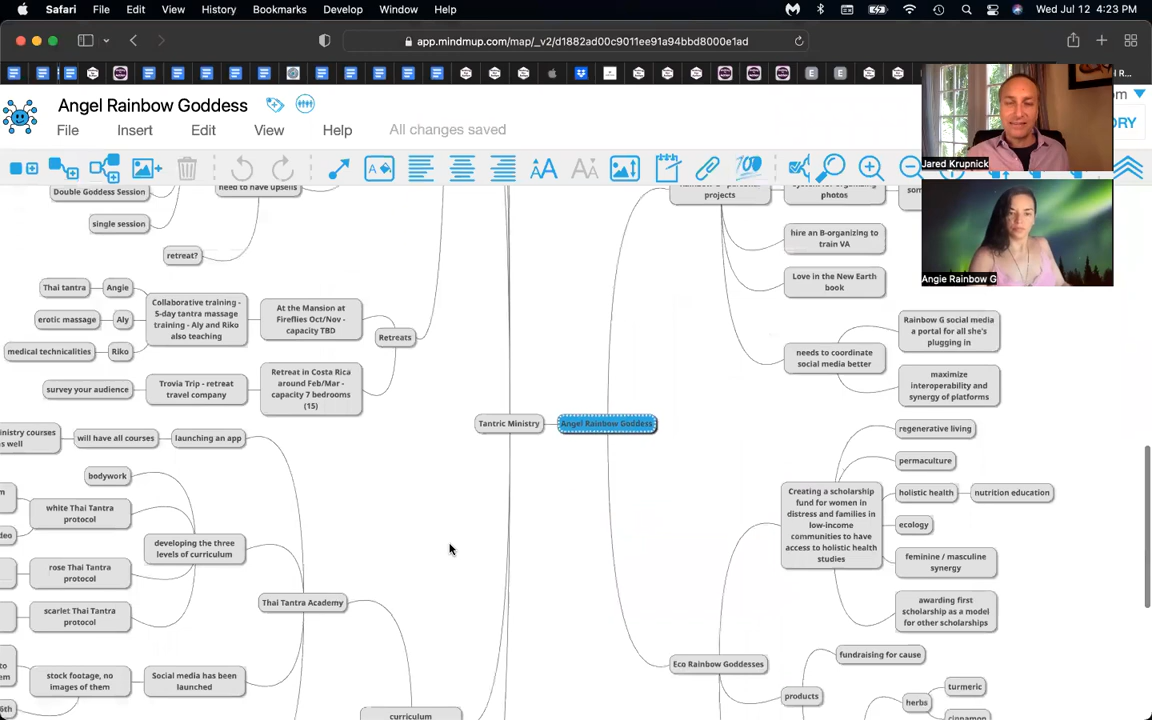 Safari File Edit View History Bookmarks Develop Window Help Wed Jul 12 4:23 PM
app.mindmup.com/map/_v2/d1882ad00c9011ee91a94bbd8000e1ad
R...
Angel Rainbow Goddess
File Insert Edit View Help All changes saved
Jared Krupnick
Angie Rainbow G
Double Goddess Session
need to have upsells
single session
retreat?
Thai tantra
Angie
erotic massage
Aly
medical technicalities
Riko
Collaborative training -
5-day tantra massage
training - Aly and Riko
also teaching
At the Mansion at
Fireflies Oct/Nov -
capacity TBD
Retreats
survey your audience
Trovia Trip - retreat
travel company
Retreat in Costa Rica
around Feb/Mar -
capacity 7 bedrooms
(15)
projects
photos
hire an B-organizing to
train VA
Love in the New Earth
book
needs to coordinate
social media better
Rainbow G social media
a portal for all she's
plugging in
maximize
interoperability and
synergy of platforms
Tantric Ministry
Angel Rainbow Goddess
ministry courses
as well
will have all courses
launching an app
bodywork
white Thai Tantra
protocol
rose Thai Tantra
protocol
scarlet Thai Tantra
protocol
developing the three
levels of curriculum
Thai Tantra Academy
stock footage, no
images of them
Social media has been
launched
curriculum
regenerative living
permaculture
holistic health
nutrition education
ecology
feminine / masculine
synergy
awarding first
scholarship as a model
for other scholarships
Creating a scholarship
fund for women in
distress and families in
low-income
communities to have
access to holistic health
studies
Eco Rainbow Goddesses
fundraising for cause
products
herbs
turmeric
cinnamon